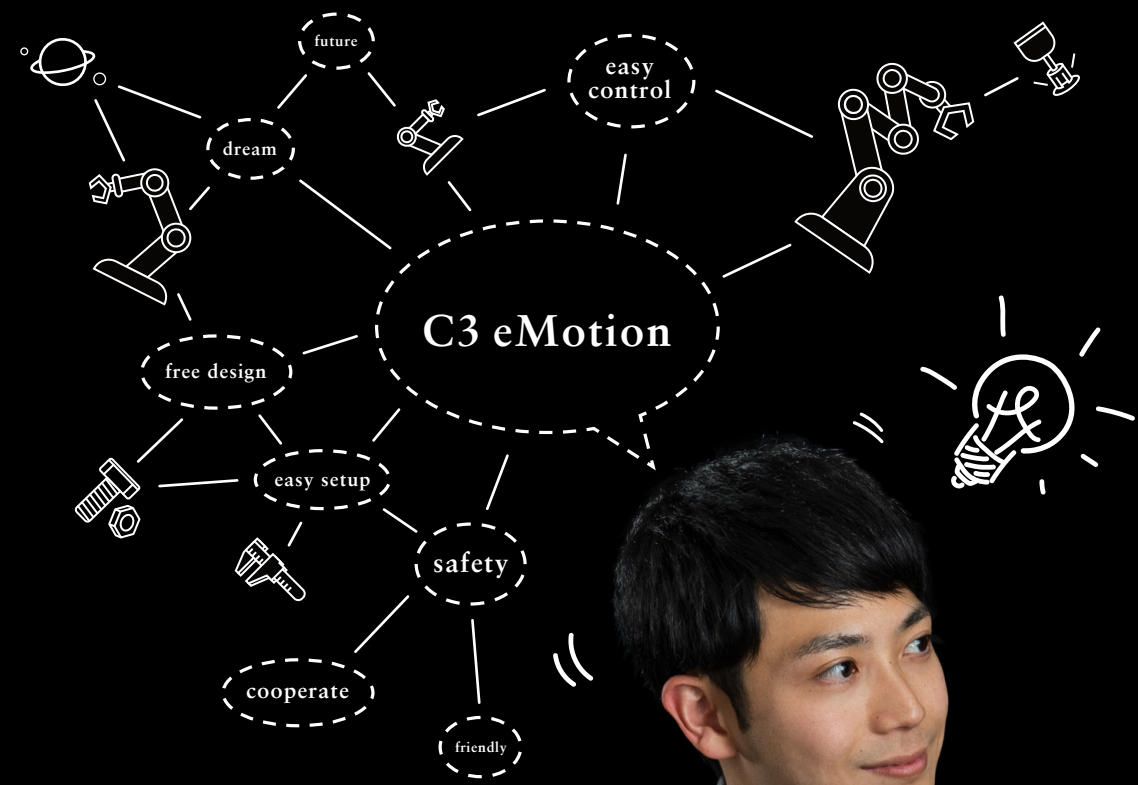 future
easy
control
dream
C3 eMotion
free design
easy setup
safety
cooperate
friendly